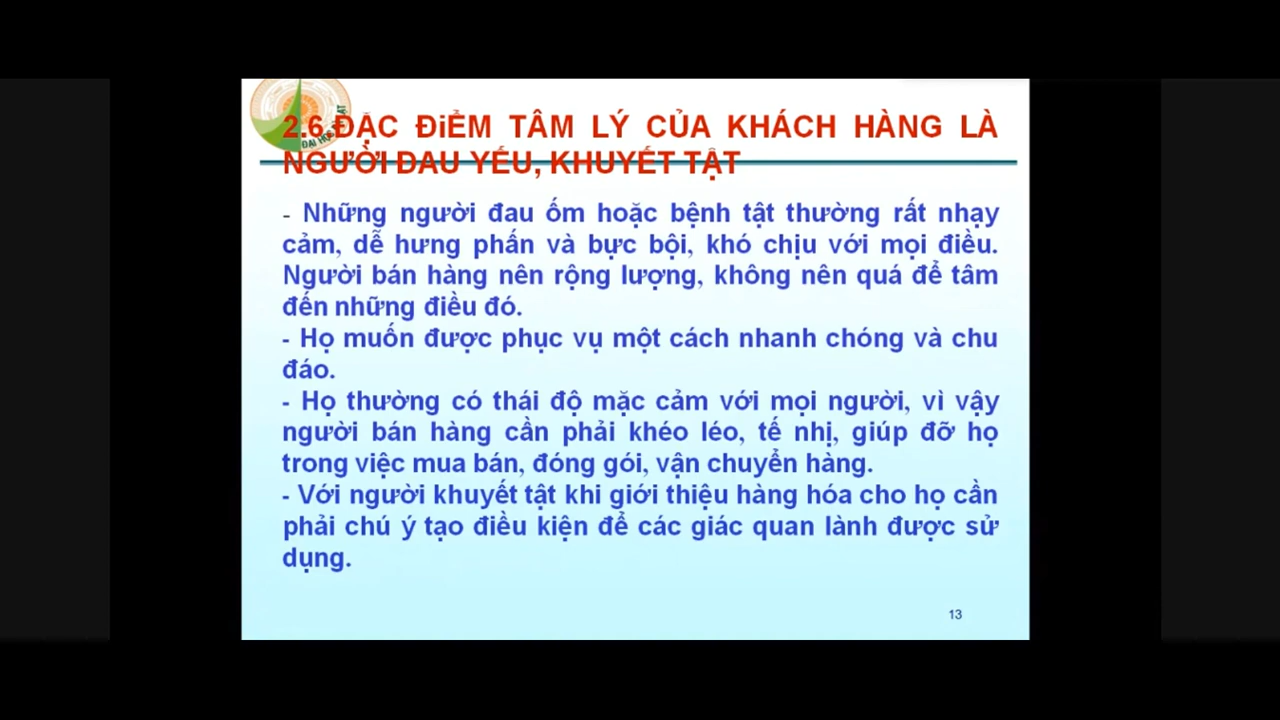 2.6.ĐẶC ĐiỂM TÂM LÝ CỦA KHÁCH HÀNG LÀ
NGƯỜI ĐAU YẾU, KHUYẾT TẬT
- Những người đau ốm hoặc bệnh tật thường rất nhạy
cảm, dễ hưng phấn và bực bội, khó chịu với mọi điều.
Người bán hàng nên rộng lượng, không nên quá để tâm
đến những điều đó.
- Họ muốn được phục vụ một cách nhanh chóng và chu
đáo.
- Họ thường có thái độ mặc cảm với mọi người, vì vậy
người bán hàng cần phải khéo léo, tế nhị, giúp đỡ họ
trong việc mua bán, đóng gói, vận chuyển hàng.
- Với người khuyết tật khi giới thiệu hàng hóa cho họ cần
phải chú ý tạo điều kiện để các giác quan lành được sử
dụng.
13